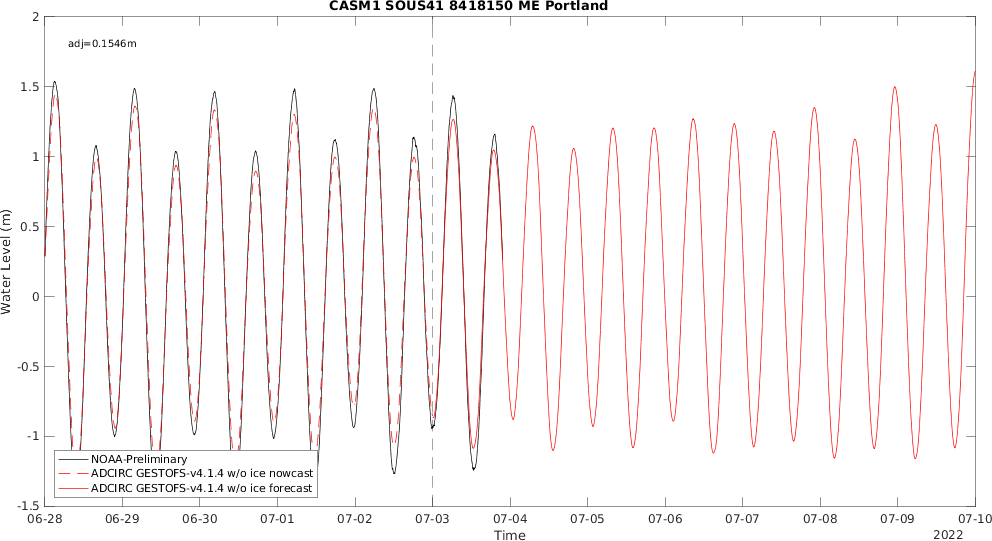 CASM1 SOUS41 8418150 ME Portland
adj=0.1546m
2
1.5
1
0.5
0
-0.5
-1
-1.5
Water Level (m)
NOAA-Preliminary
ADCIRC GESTOFS-v4.1.4 w/o ice nowcast
ADCIRC GESTOFS-v4.1.4 w/o ice forecast
06-28 06-29 06-30 07-01 07-02 07-03 07-04 07-05 07-06 07-07 07-08 07-09 07-10
Time
2022